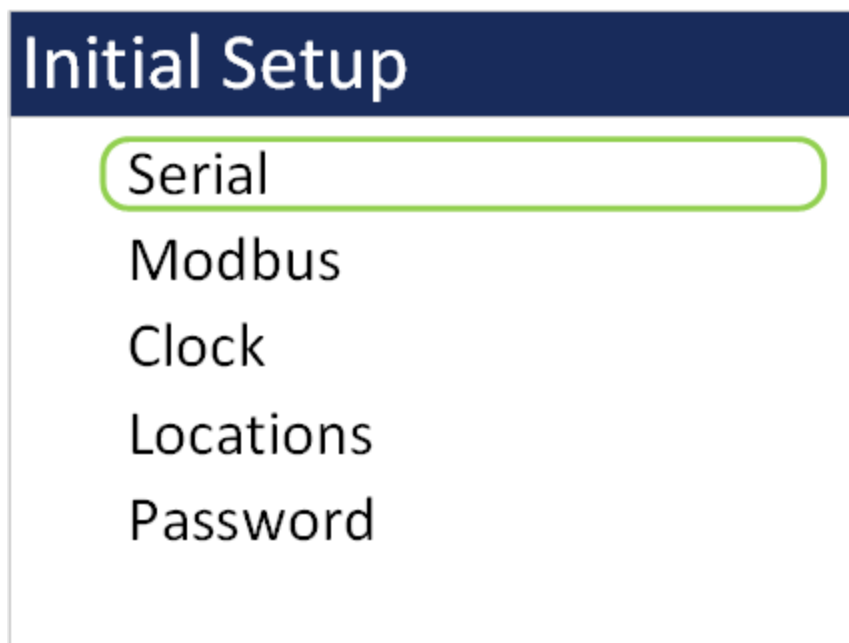 Initial Setup
Serial
Modbus
Clock
Locations
Password